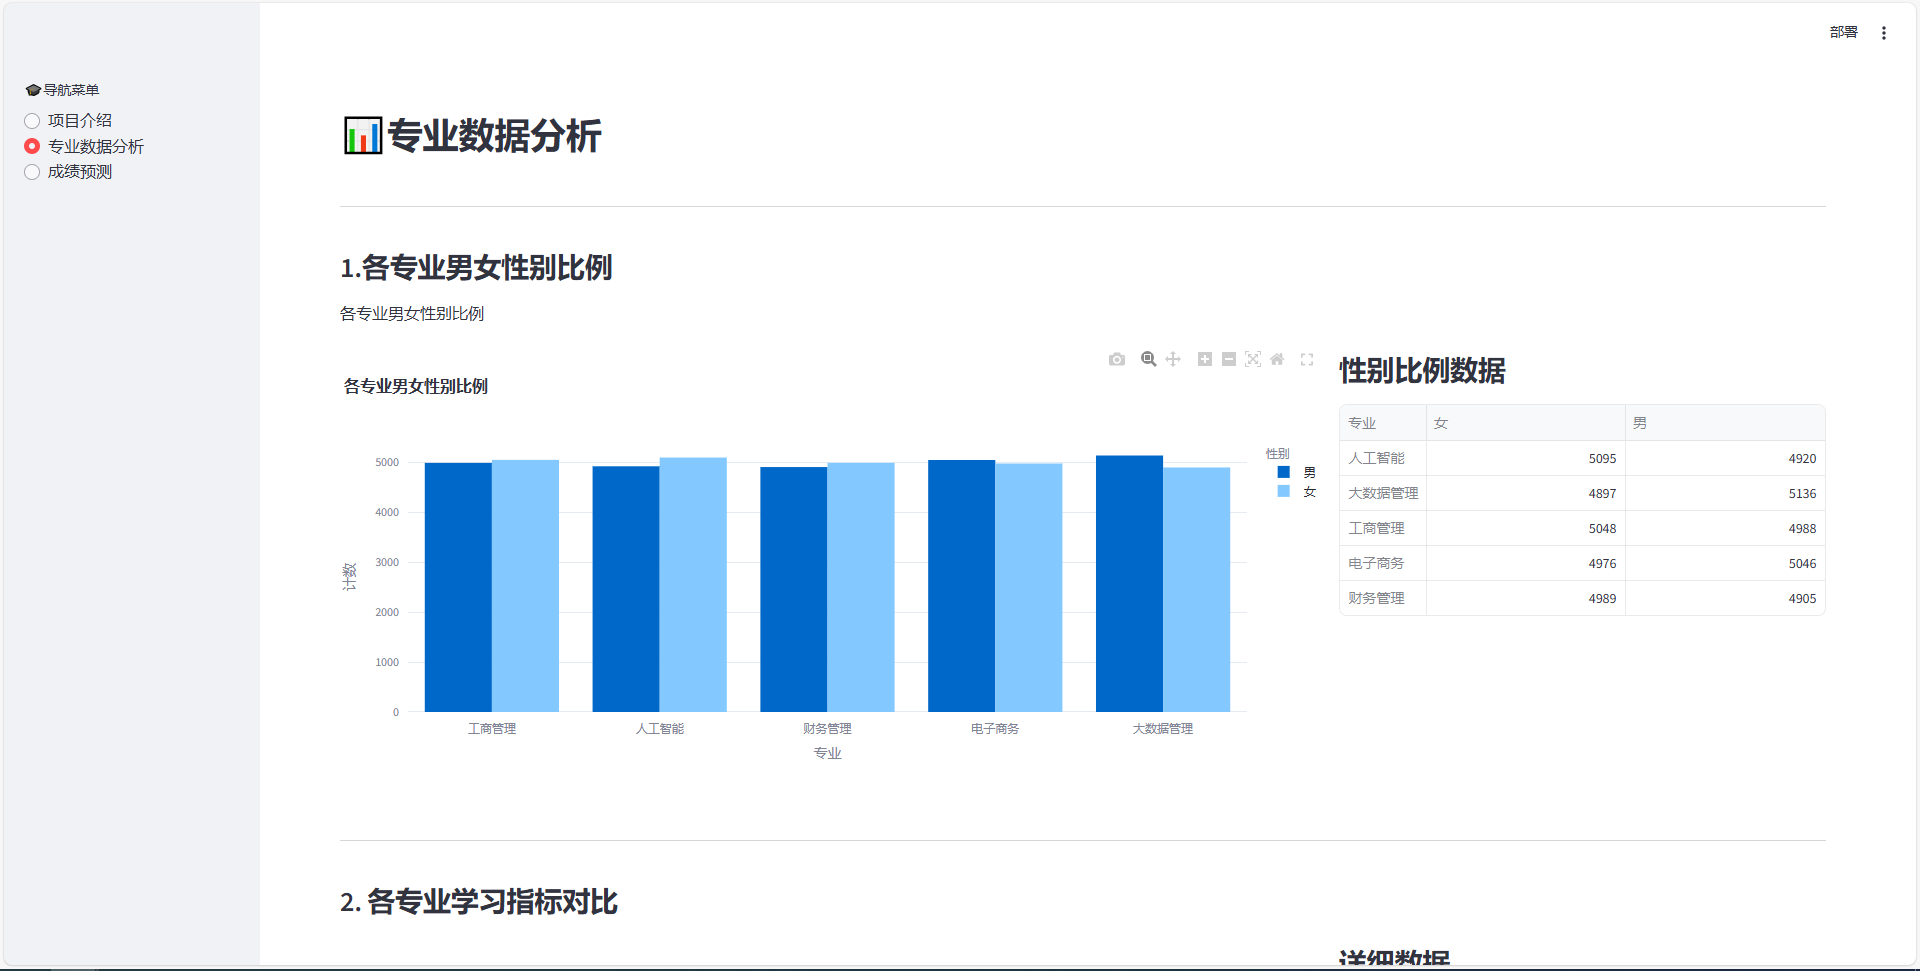 部署
导航菜单
项目介绍
专业数据分析
成绩预测
专业数据分析
1.各专业男女性别比例
各专业男女性别比例
各专业男女性别比例
性别
男
女
计数
5000
4000
3000
2000
1000
0
工商管理 人工智能 财务管理 电子商务 大数据管理
专业
性别比例数据
专业 女 男
人工智能 5095 4920
大数据管理 4897 5136
工商管理 5048 4988
电子商务 4976 5046
财务管理 4989 4905
2. 各专业学习指标对比
详细数据